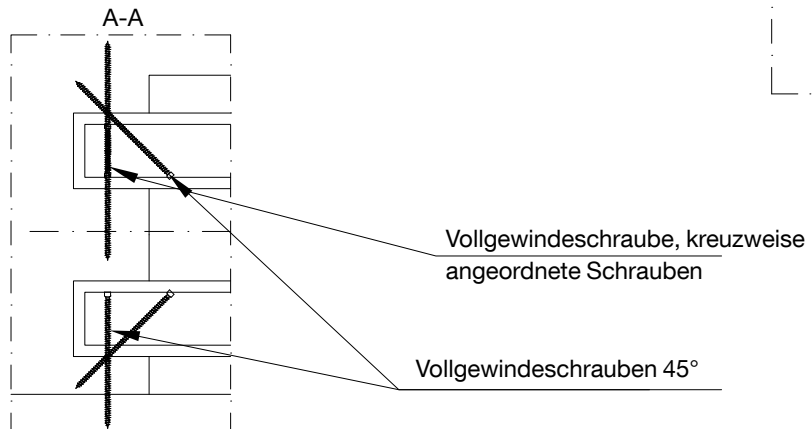 A-A
Vollgewindeschraube, kreuzweise
angeordnete Schrauben
Vollgewindeschrauben 45°